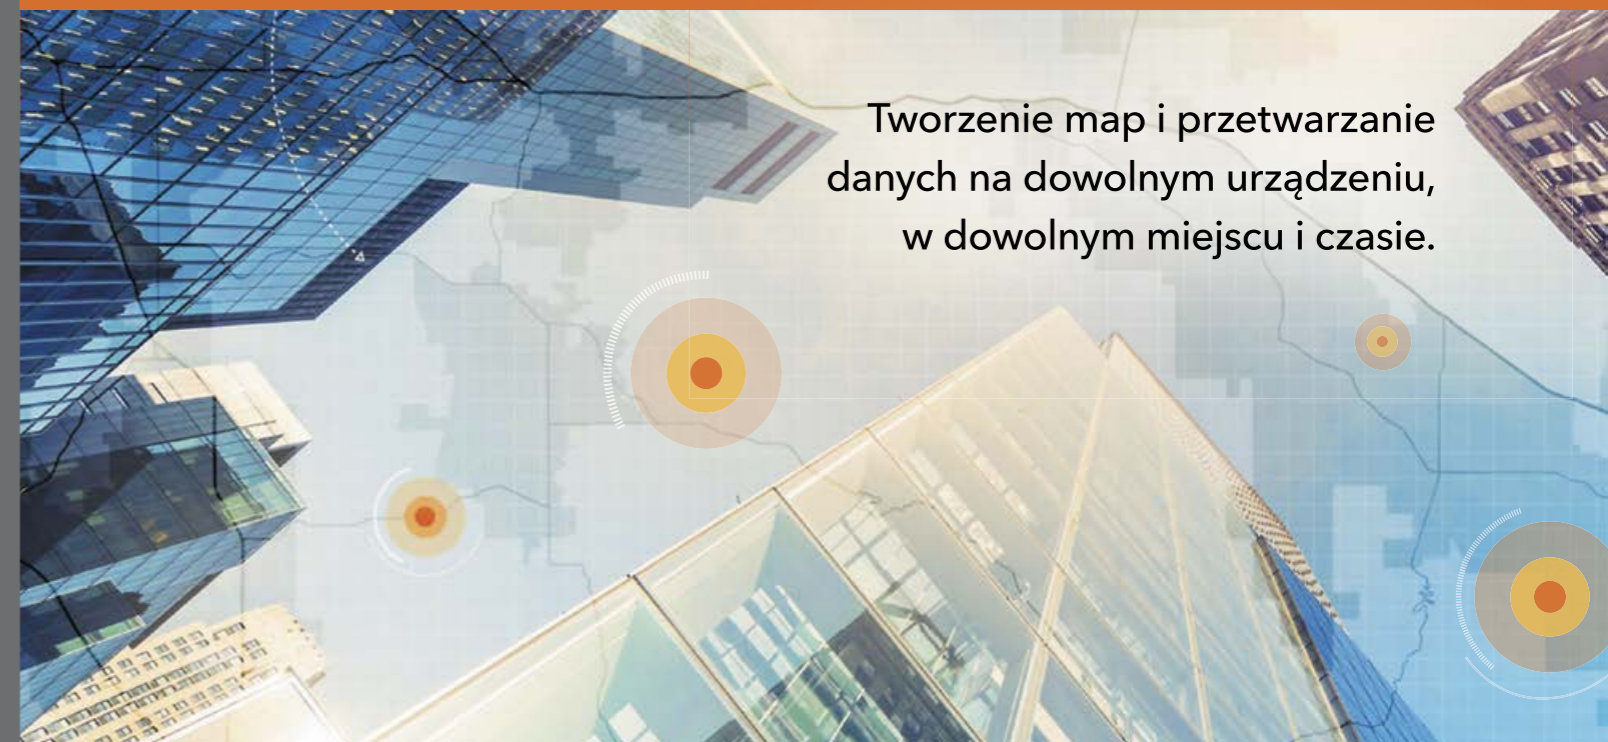 Tworzenie map i przetwarzanie
danych na dowolnym urządzeniu,
w dowolnym miejscu i czasie.